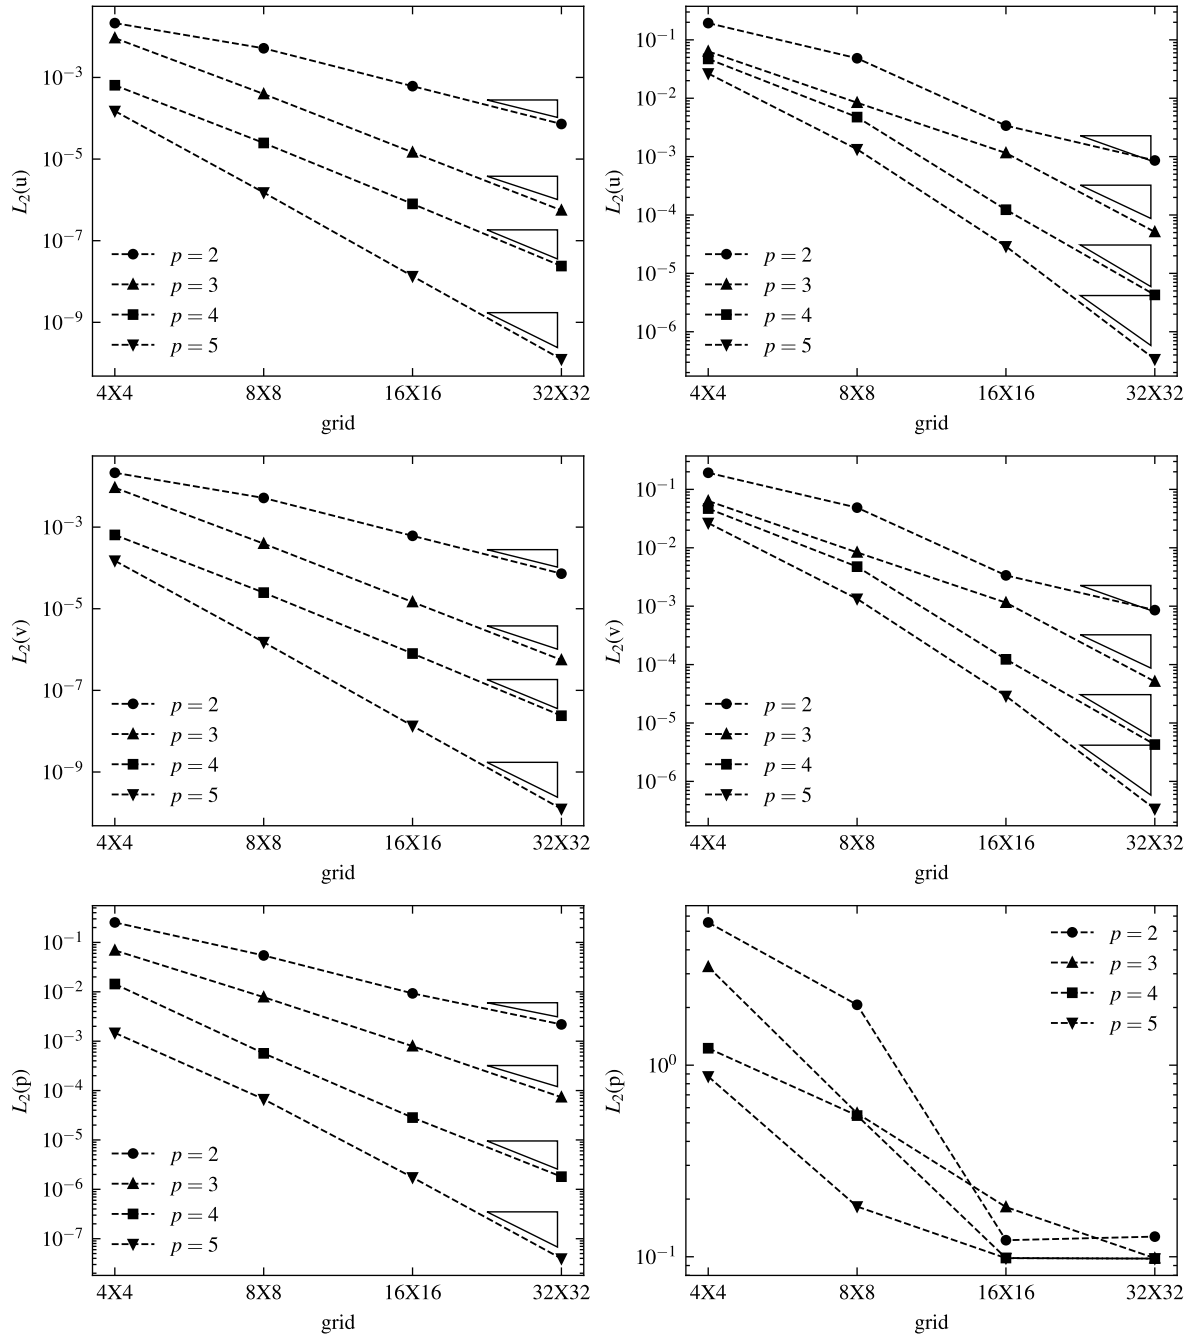 10⁻³
10⁻⁵
10⁻⁷
10⁻⁹
L₂(u)
p = 2
p = 3
p = 4
p = 5
4X4 8X8 16X16 32X32
grid
10⁻¹
10⁻²
10⁻³
10⁻⁴
10⁻⁵
10⁻⁶
L₂(u)
p = 2
p = 3
p = 4
p = 5
4X4 8X8 16X16 32X32
grid
10⁻³
10⁻⁵
10⁻⁷
10⁻⁹
L₂(v)
p = 2
p = 3
p = 4
p = 5
4X4 8X8 16X16 32X32
grid
10⁻¹
10⁻²
10⁻³
10⁻⁴
10⁻⁵
10⁻⁶
L₂(v)
p = 2
p = 3
p = 4
p = 5
4X4 8X8 16X16 32X32
grid
10⁻¹
10⁻²
10⁻³
10⁻⁴
10⁻⁵
10⁻⁶
10⁻⁷
L₂(p)
p = 2
p = 3
p = 4
p = 5
4X4 8X8 16X16 32X32
grid
10⁰
10⁻¹
L₂(p)
p = 2
p = 3
p = 4
p = 5
4X4 8X8 16X16 32X32
grid